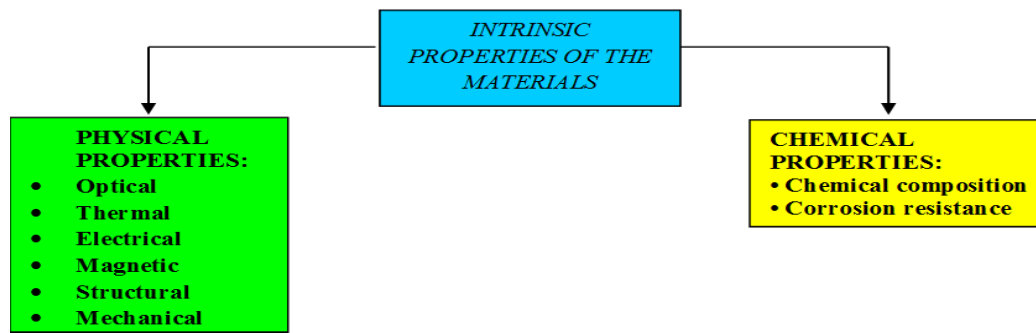 INTRINSIC
PROPERTIES OF THE
MATERIALS
PHYSICAL
PROPERTIES:
• Optical
• Thermal
• Electrical
• Magnetic
• Structural
• Mechanical
CHEMICAL
PROPERTIES:
• Chemical composition
• Corrosion resistance